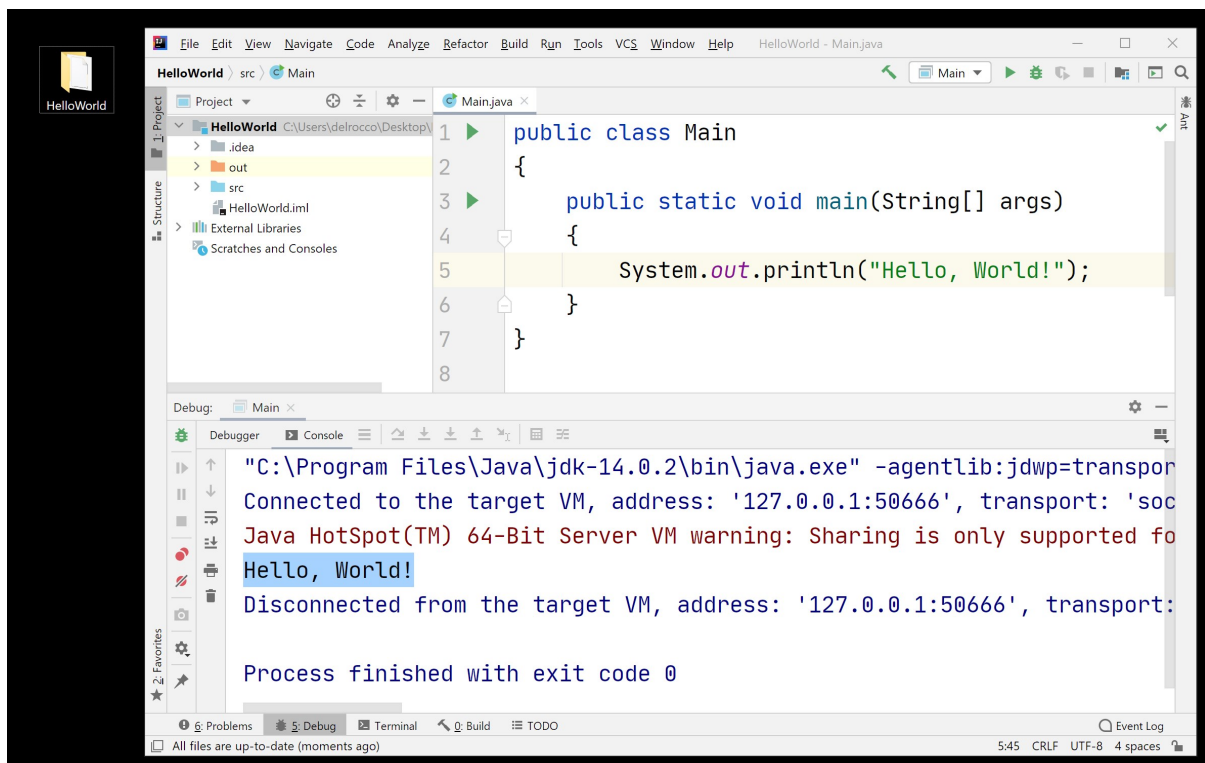 HelloWorld
File Edit View Navigate Code Analyze Refactor Build Run Tools VCS Window Help HelloWorld - Main.java
HelloWorld src Main
Main
1: Project
Structure
2: Favorites
Ant
Project
HelloWorld C:\Users\delrocco\Desktop\
.idea
out
src
HelloWorld.iml
External Libraries
Scratches and Consoles
Main.java
1 public class Main
2 {
3 public static void main(String[] args)
4 {
5 System.out.println("Hello, World!");
6 }
7 }
8
Debug: Main
Debugger Console
"C:\Program Files\Java\jdk-14.0.2\bin\java.exe" -agentlib:jdwp=transpor
Connected to the target VM, address: '127.0.0.1:50666', transport: 'soc
Java HotSpot(TM) 64-Bit Server VM warning: Sharing is only supported fo
Hello, World!
Disconnected from the target VM, address: '127.0.0.1:50666', transport:
Process finished with exit code 0
6: Problems 5: Debug Terminal 0: Build TODO Event Log
All files are up-to-date (moments ago) 5:45 CRLF UTF-8 4 spaces